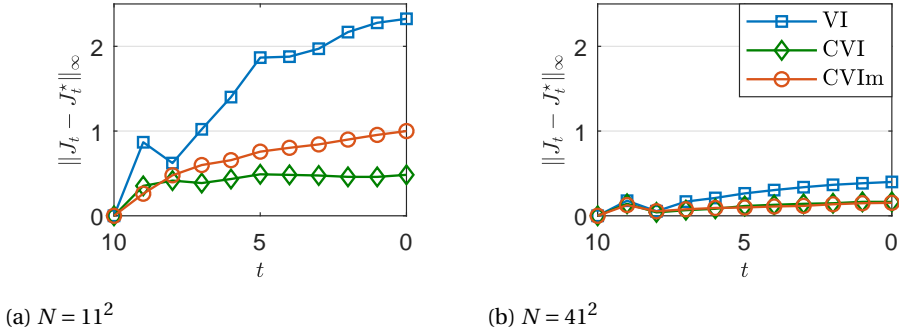 ‖J_t − J_t^⋆‖_∞
2
1
0
10
5
0
t
(a) N = 11²
‖J_t − J_t^⋆‖_∞
2
1
0
10
5
0
t
VI
CVI
CVIm
(b) N = 41²